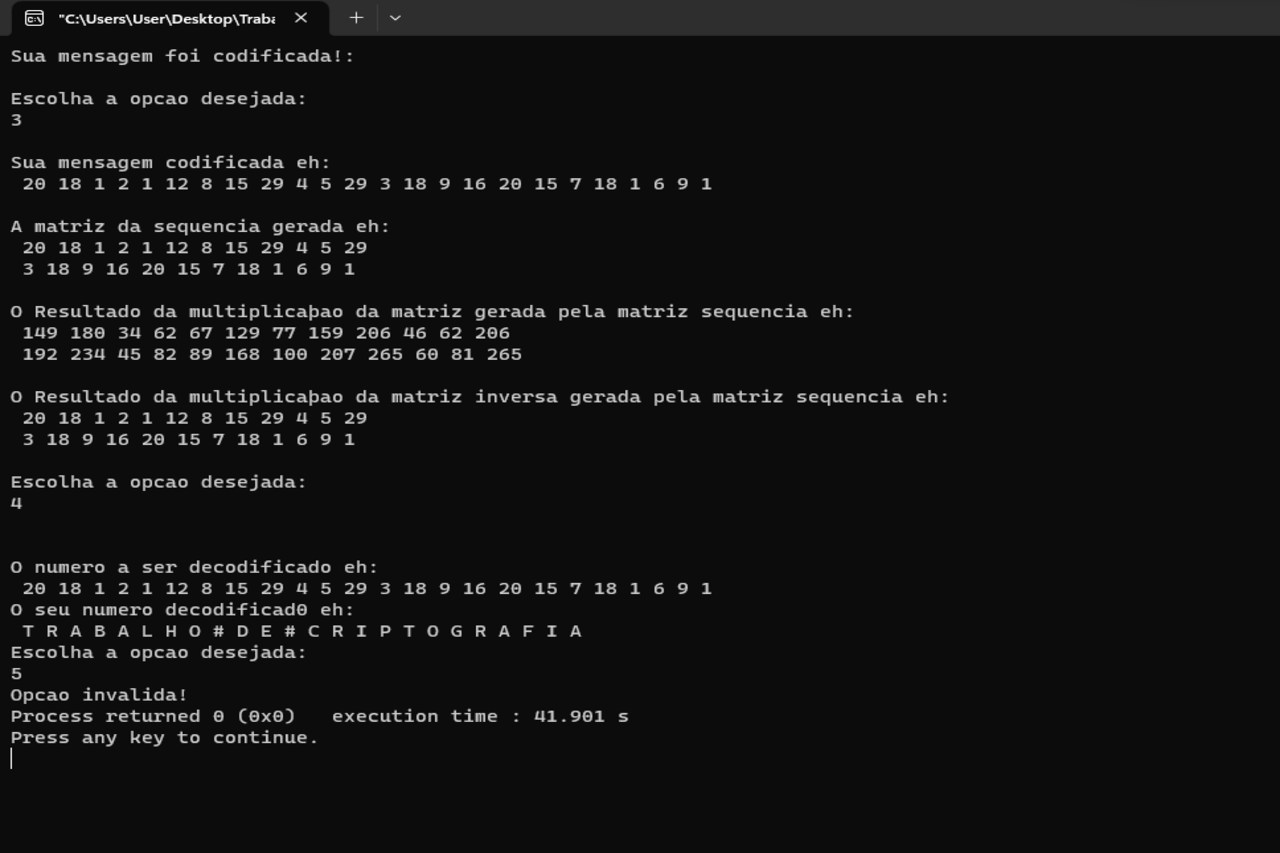 "C:\Users\User\Desktop\Traba
Sua mensagem foi codificada!:
Escolha a opcao desejada:
3
Sua mensagem codificada eh:
20 18 1 2 1 12 8 15 29 4 5 29 3 18 9 16 20 15 7 18 1 6 9 1
A matriz da sequencia gerada eh:
20 18 1 2 1 12 8 15 29 4 5 29
3 18 9 16 20 15 7 18 1 6 9 1
O Resultado da multiplicaþao da matriz gerada pela matriz sequencia eh:
149 180 34 62 67 129 77 159 206 46 62 206
192 234 45 82 89 168 100 207 265 60 81 265
O Resultado da multiplicaþao da matriz inversa gerada pela matriz sequencia eh:
20 18 1 2 1 12 8 15 29 4 5 29
3 18 9 16 20 15 7 18 1 6 9 1
Escolha a opcao desejada:
4
O numero a ser decodificado eh:
20 18 1 2 1 12 8 15 29 4 5 29 3 18 9 16 20 15 7 18 1 6 9 1
O seu numero decodificad0 eh:
T R A B A L H O # D E # C R I P T O G R A F I A
Escolha a opcao desejada:
5
Opcao invalida!
Process returned 0 (0x0)   execution time : 41.901 s
Press any key to continue.